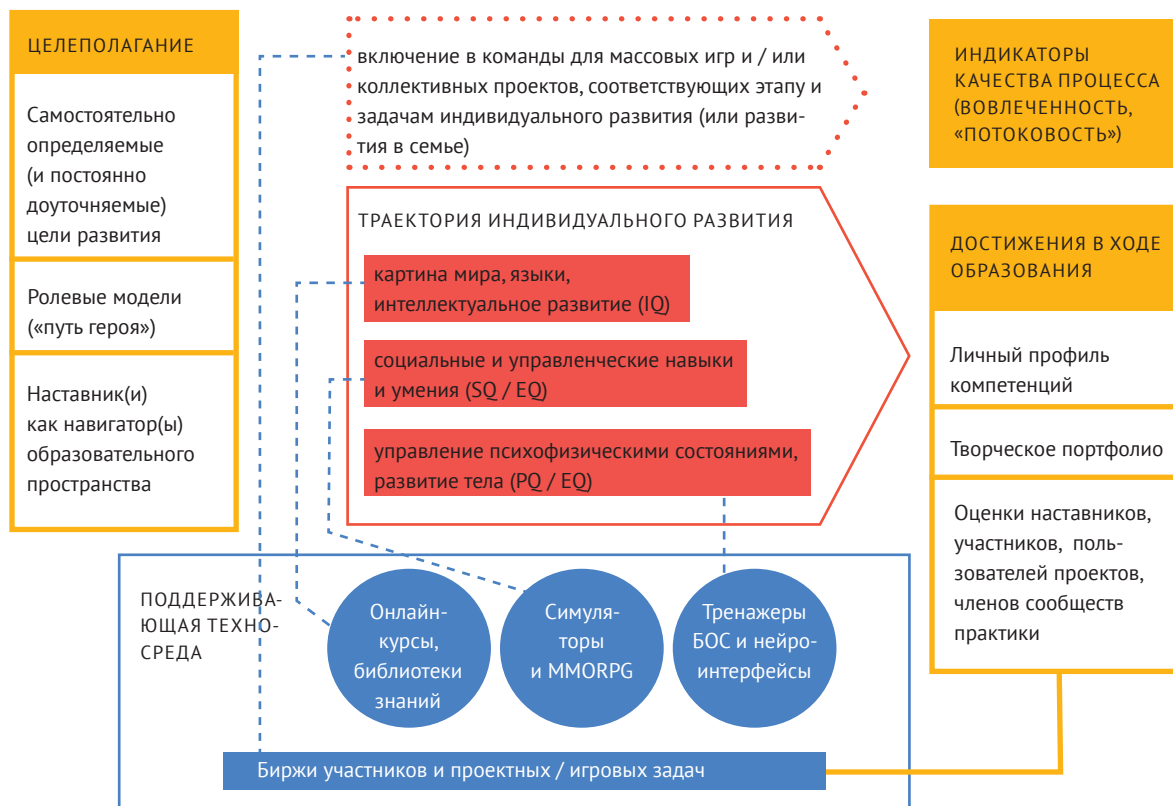 ЦЕЛЕПОЛАГАНИЕ
Самостоятельно
определяемые
(и постоянно
доуточняемые)
цели развития
Ролевые модели
(«путь героя»)
Наставник(и)
как навигатор(ы)
образовательного
пространства
включение в команды для массовых игр и / или
коллективных проектов, соответствующих этапу и
задачам индивидуального развития (или разви-
тия в семье)
ТРАЕКТОРИЯ ИНДИВИДУАЛЬНОГО РАЗВИТИЯ
картина мира, языки,
интеллектуальное развитие (IQ)
социальные и управленческие навыки
и умения (SQ / EQ)
управление психофизическими состояниями,
развитие тела (PQ / EQ)
ИНДИКАТОРЫ
КАЧЕСТВА ПРОЦЕССА
(ВОВЛЕЧЕННОСТЬ,
«ПОТОКОВОСТЬ»)
ДОСТИЖЕНИЯ В ХОДЕ
ОБРАЗОВАНИЯ
Личный профиль
компетенций
Творческое портфолио
Оценки наставников,
участников, поль-
зователей проектов,
членов сообществ
практики
ПОДДЕРЖИВА-
ЮЩАЯ ТЕХНО-
СРЕДА
Онлайн-
курсы,
библиотеки
знаний
Симуля-
торы
и MMORPG
Тренажеры
БОС и нейро-
интерфейсы
Биржи участников и проектных / игровых задач